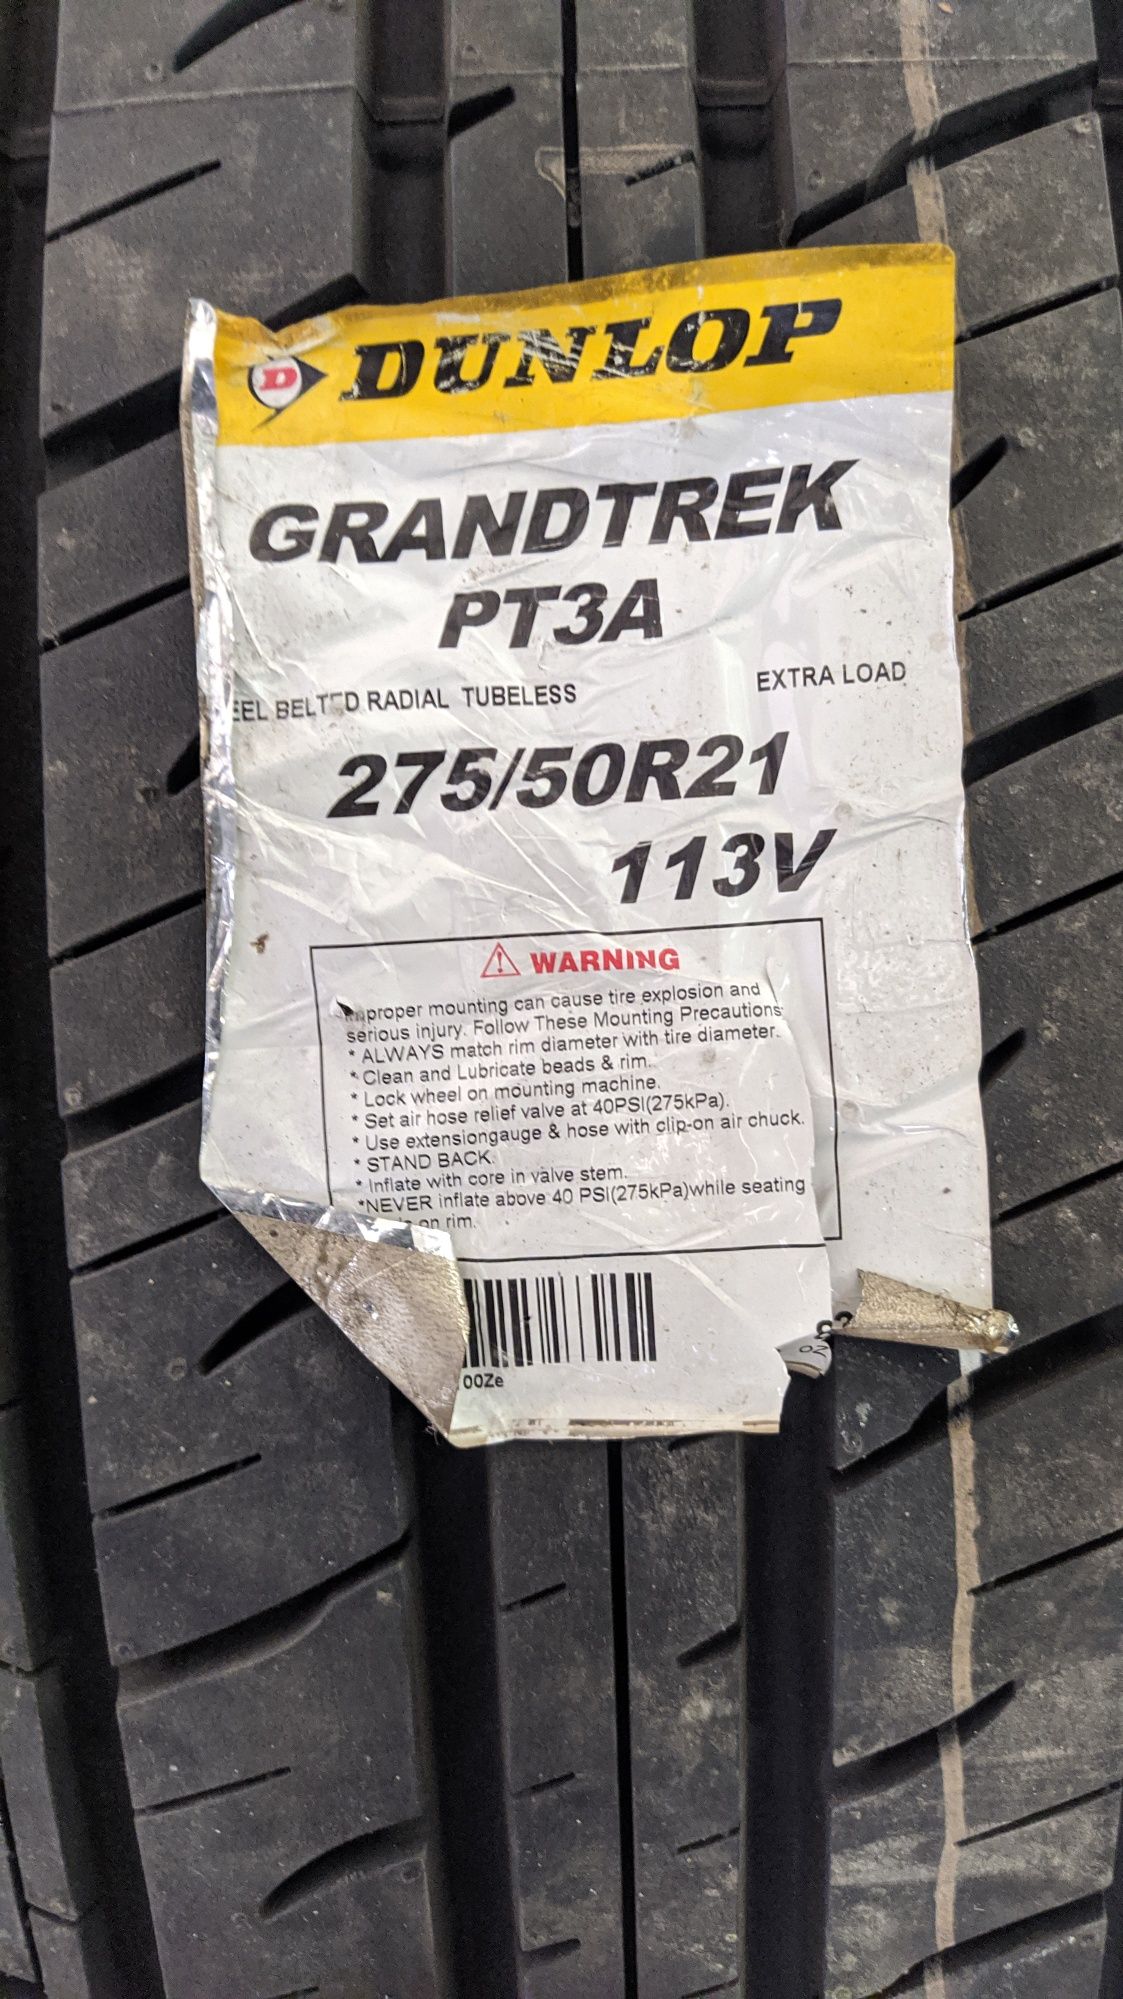 D DUNLOP
GRANDTREK
PT3A
EEL BELTED RADIAL TUBELESS EXTRA LOAD
275/50R21
113V
WARNING
Improper mounting can cause tire explosion and
serious injury. Follow These Mounting Precautions
* ALWAYS match rim diameter with tire diameter.
* Clean and Lubricate beads & rim.
* Lock wheel on mounting machine.
* Set air hose relief valve at 40PSI(275kPa).
* Use extensiongauge & hose with clip-on air chuck.
* STAND BACK.
* Inflate with core in valve stem.
*NEVER inflate above 40 PSI(275kPa)while seating
on rim.
00Ze